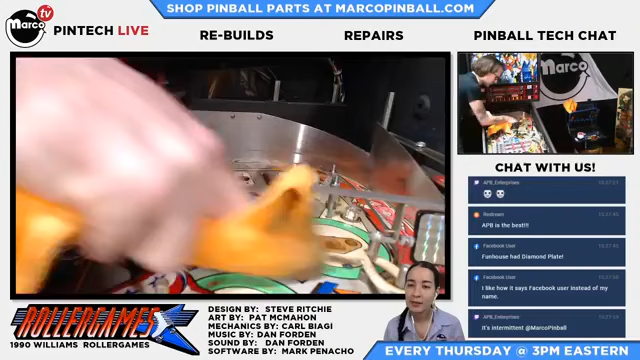 SHOP PINBALL PARTS AT MARCOPINBALL.COM
Marco tv
PINTECH LIVE
RE-BUILDS
REPAIRS
PINBALL TECH CHAT
Marco
CHAT WITH US!
APB_Enterprises
Restream
APB is the best!!!
Facebook User
Funhouse had Diamond Plate!
Facebook User
I like how it says Facebook user instead of my
name.
APB_Enterprises
It's intermittent @MarcoPinball
ROLLERGAMES
1990 WILLIAMS ROLLERGAMES
DESIGN BY: STEVE RITCHIE
ART BY: PAT MCMAHON
MECHANICS BY: CARL BIAGI
MUSIC BY: DAN FORDEN
SOUND BY: DAN FORDEN
SOFTWARE BY: MARK PENACHO
EVERY THURSDAY @ 3PM EASTERN